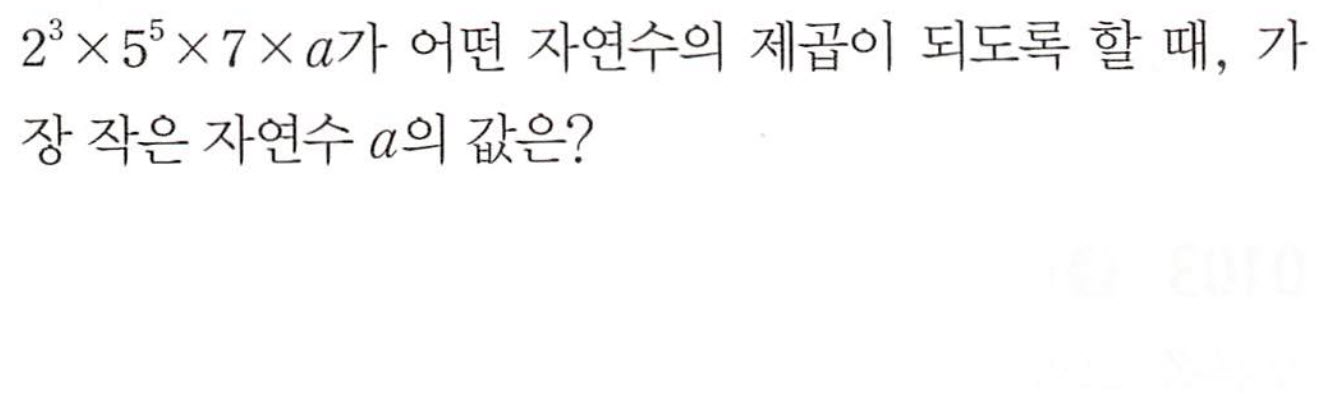 2³×5⁵×7×a가 어떤 자연수의 제곱이 되도록 할 때, 가
장 작은 자연수 a의 값은?